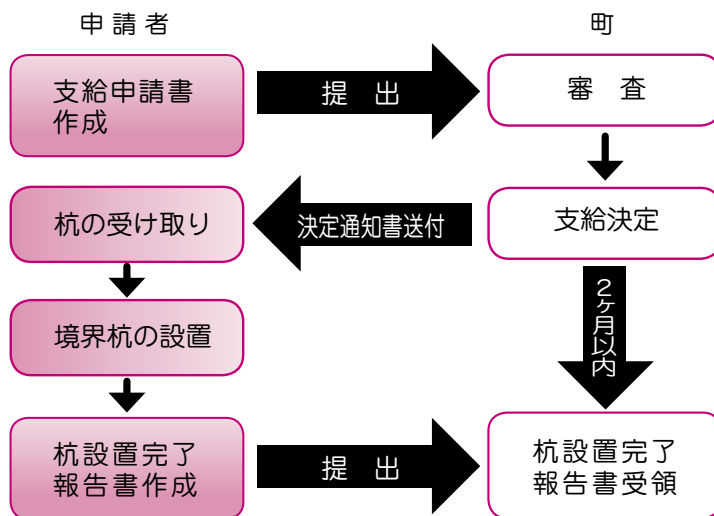 申請者
町
支給申請書
作成
提 出
審 査
杭の受け取り
決定通知書送付
支給決定
境界杭の設置
2ヶ月以内
杭設置完了
報告書作成
提 出
杭設置完了
報告書受領